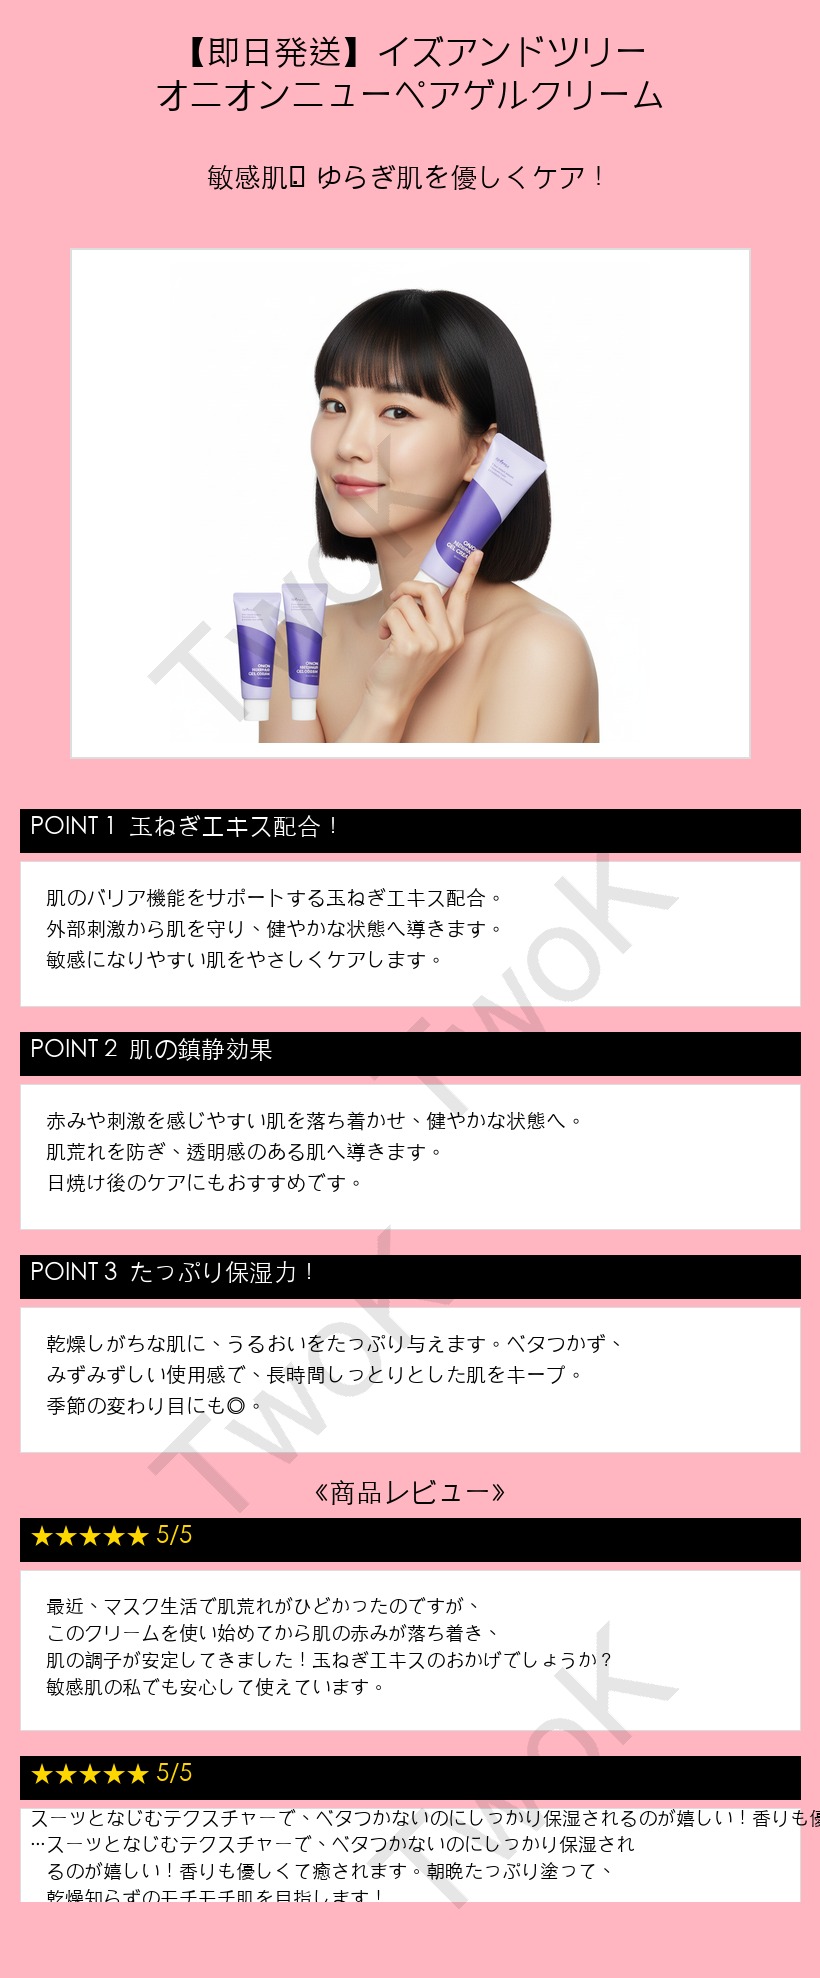 【即日発送】イズアンドツリー
オニオンニューペアゲルクリーム
敏感肌 ゆらぎ肌を優しくケア！
ONION
NEWPAIR
GEL CREAM
ONION
NEWPAIR
GEL CREAM
ONION
NEWPAIR
GEL CREAM
TwoK
POINT 1 玉ねぎエキス配合！
肌のバリア機能をサポートする玉ねぎエキス配合。
外部刺激から肌を守り、健やかな状態へ導きます。
敏感になりやすい肌をやさしくケアします。
TwoK
POINT 2 肌の鎮静効果
赤みや刺激を感じやすい肌を落ち着かせ、健やかな状態へ。
肌荒れを防ぎ、透明感のある肌へ導きます。
日焼け後のケアにもおすすめです。
POINT 3 たっぷり保湿力！
乾燥しがちな肌に、うるおいをたっぷり与えます。ベタつかず、
みずみずしい使用感で、長時間しっとりとした肌をキープ。
季節の変わり目にも◎。
TwoK
《商品レビュー》
★★★★★ 5/5
最近、マスク生活で肌荒れがひどかったのですが、
このクリームを使い始めてから肌の赤みが落ち着き、
肌の調子が安定してきました！玉ねぎエキスのおかげでしょうか？
敏感肌の私でも安心して使えています。
TwoK
★★★★★ 5/5
スーッとなじむテクスチャーで、ベタつかないのにしっかり保湿されるのが嬉しい！香りも優
…スーッとなじむテクスチャーで、ベタつかないのにしっかり保湿され
るのが嬉しい！香りも優しくて癒されます。朝晩たっぷり塗って、
乾燥知らずのモチモチ肌を目指します！